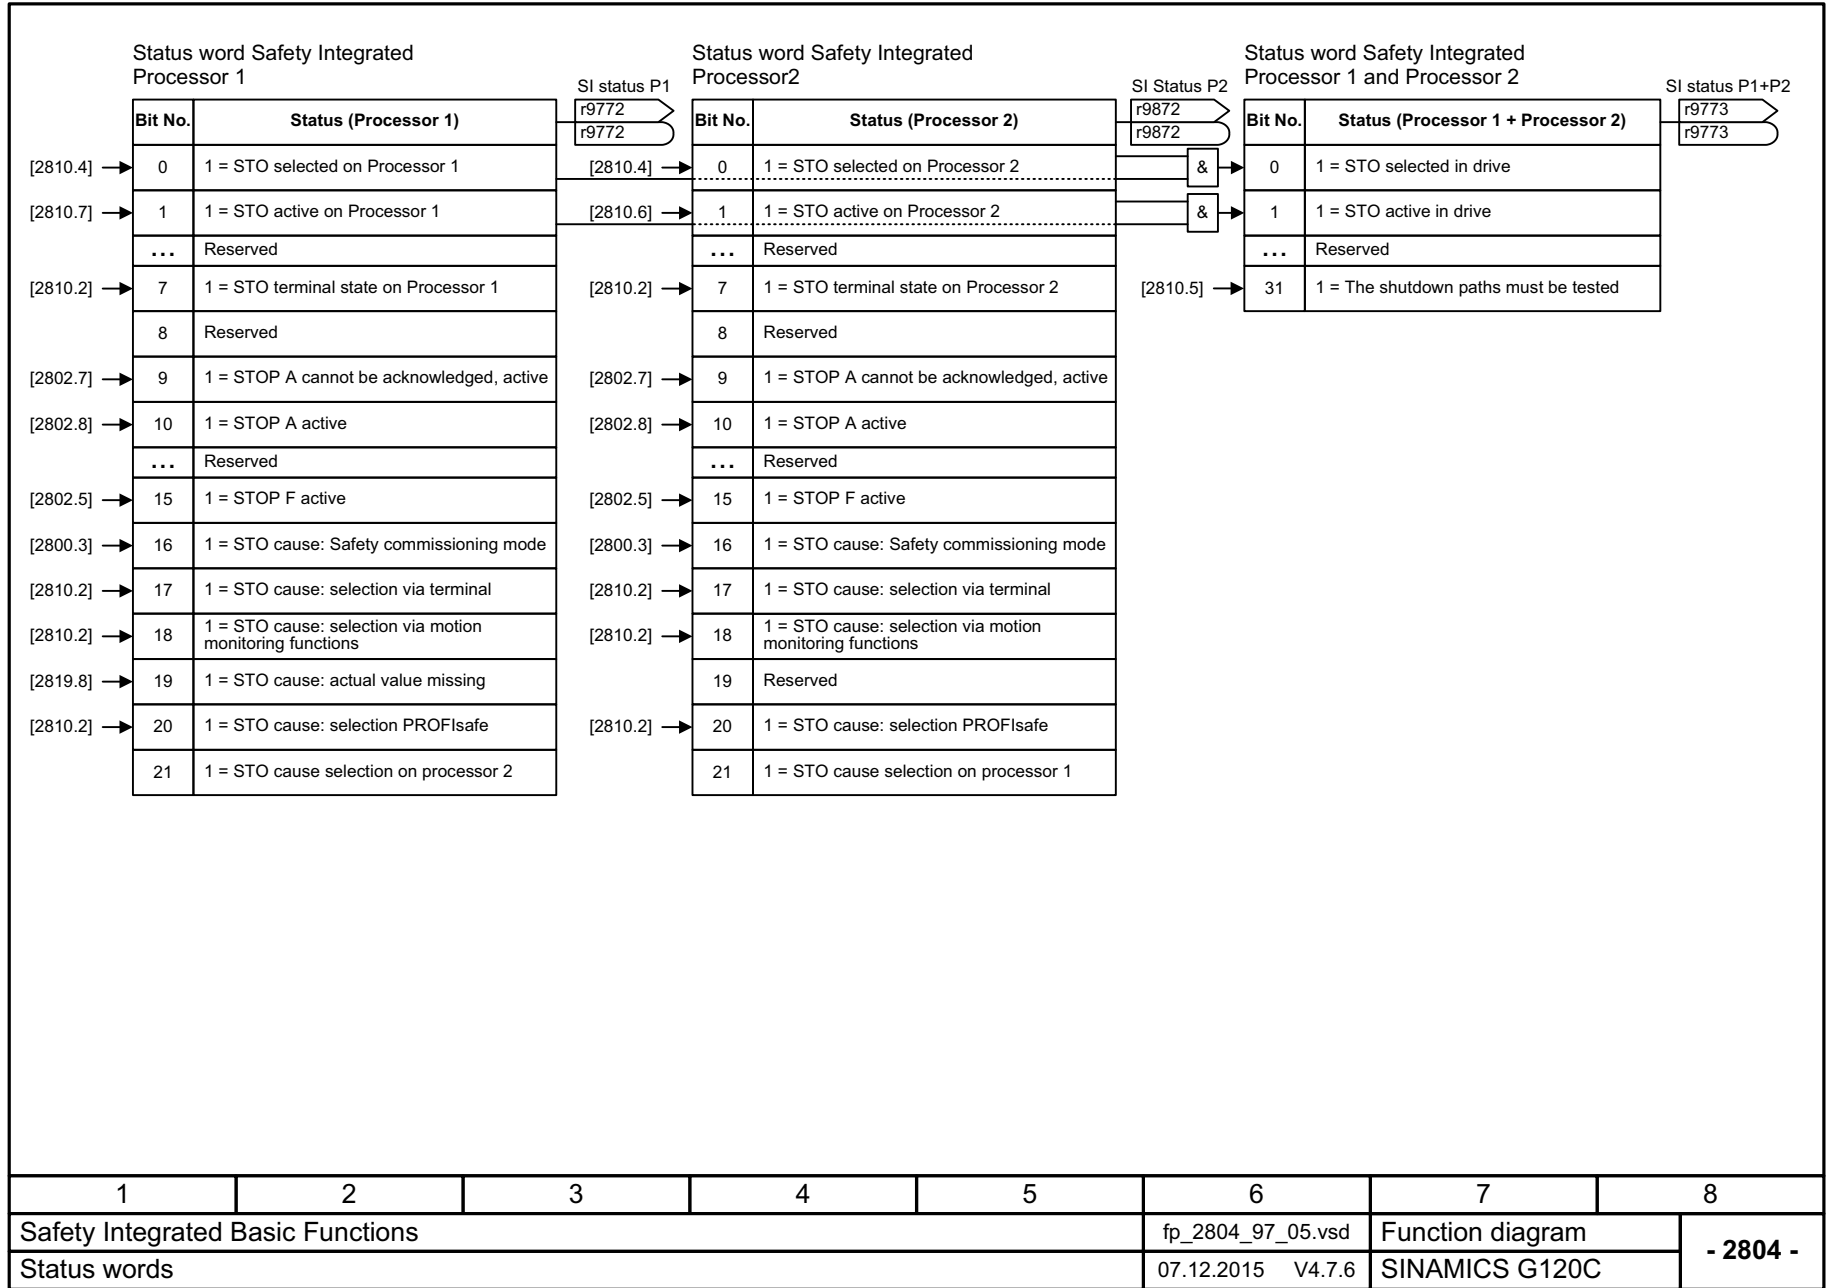 Status word Safety Integrated
Processor 1
SI status P1
r9772
r9772
Bit No. Status (Processor 1)
[2810.4] 0 1 = STO selected on Processor 1
[2810.7] 1 1 = STO active on Processor 1
... Reserved
[2810.2] 7 1 = STO terminal state on Processor 1
8 Reserved
[2802.7] 9 1 = STOP A cannot be acknowledged, active
[2802.8] 10 1 = STOP A active
... Reserved
[2802.5] 15 1 = STOP F active
[2800.3] 16 1 = STO cause: Safety commissioning mode
[2810.2] 17 1 = STO cause: selection via terminal
[2810.2] 18 1 = STO cause: selection via motion
monitoring functions
[2819.8] 19 1 = STO cause: actual value missing
[2810.2] 20 1 = STO cause: selection PROFIsafe
21 1 = STO cause selection on processor 2
Status word Safety Integrated
Processor2
SI Status P2
r9872
r9872
Bit No. Status (Processor 2)
[2810.4] 0 1 = STO selected on Processor 2
[2810.6] 1 1 = STO active on Processor 2
... Reserved
[2810.2] 7 1 = STO terminal state on Processor 2
8 Reserved
[2802.7] 9 1 = STOP A cannot be acknowledged, active
[2802.8] 10 1 = STOP A active
... Reserved
[2802.5] 15 1 = STOP F active
[2800.3] 16 1 = STO cause: Safety commissioning mode
[2810.2] 17 1 = STO cause: selection via terminal
[2810.2] 18 1 = STO cause: selection via motion
monitoring functions
19 Reserved
[2810.2] 20 1 = STO cause: selection PROFIsafe
21 1 = STO cause selection on processor 1
Status word Safety Integrated
Processor 1 and Processor 2
SI status P1+P2
r9773
r9773
Bit No. Status (Processor 1 + Processor 2)
& 0 1 = STO selected in drive
& 1 1 = STO active in drive
... Reserved
[2810.5] 31 1 = The shutdown paths must be tested
1 2 3 4 5 6 7 8
Safety Integrated Basic Functions fp_2804_97_05.vsd Function diagram
- 2804 -
Status words 07.12.2015 V4.7.6 SINAMICS G120C